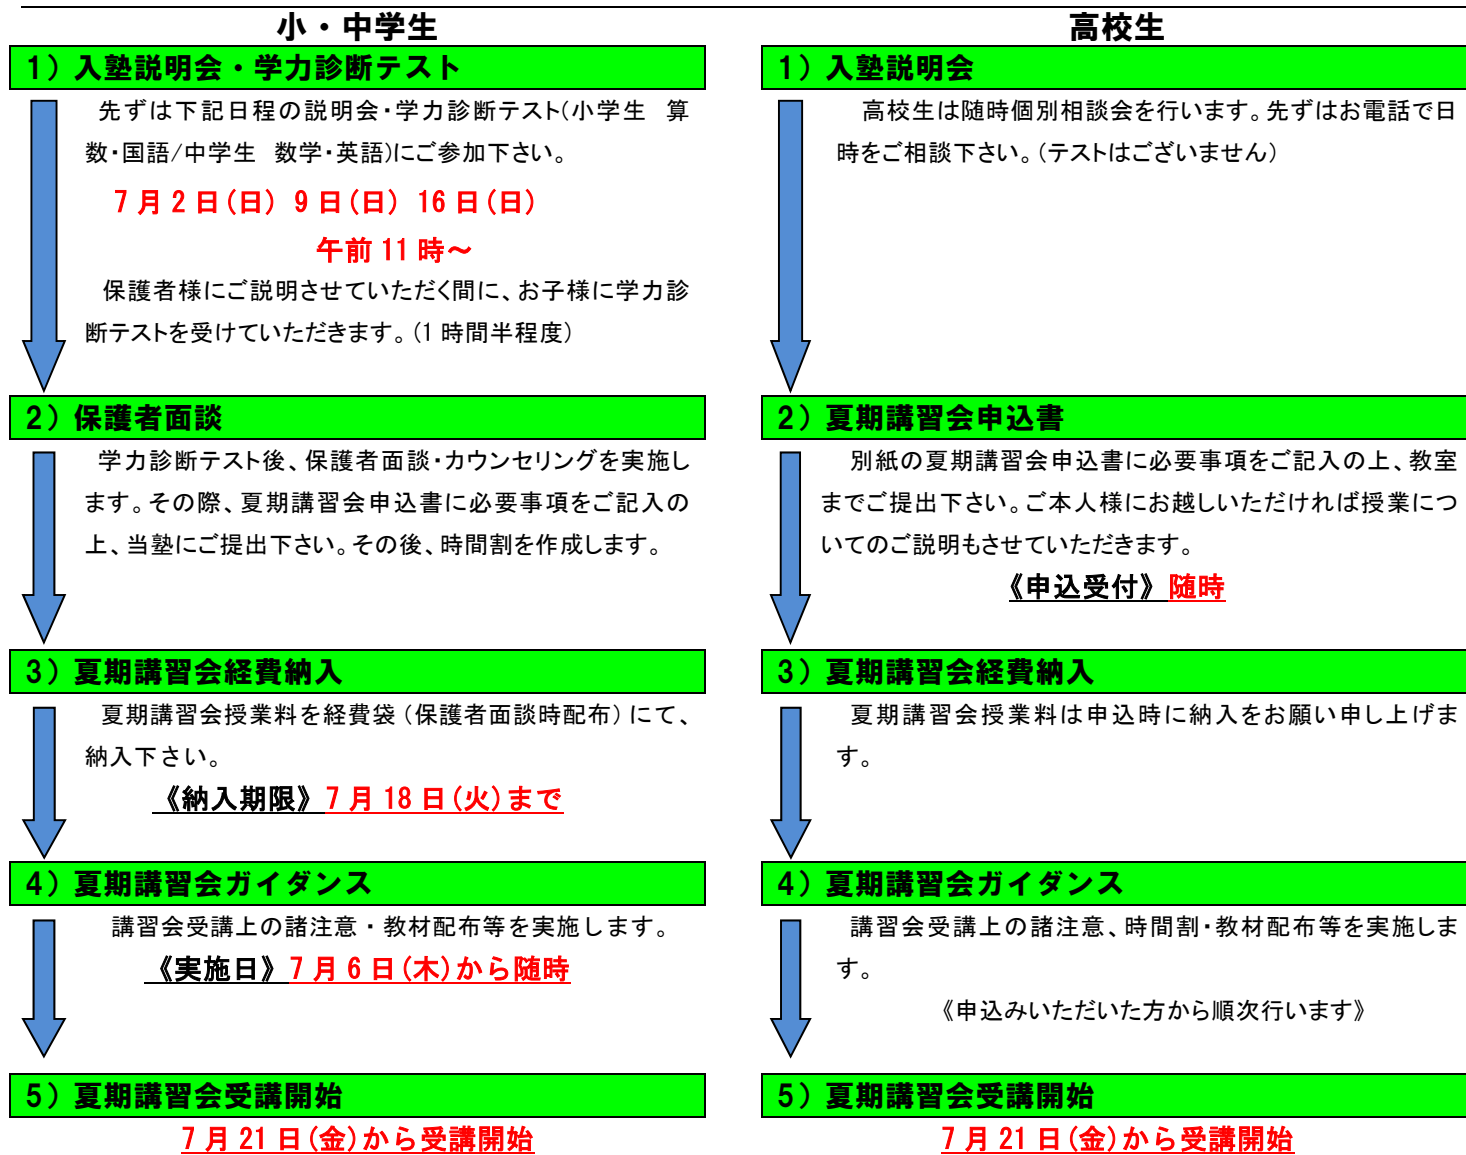 小・中学生
1）入塾説明会・学力診断テスト
先ずは下記日程の説明会・学力診断テスト(小学生　算
数・国語/中学生　数学・英語)にご参加下さい。
7月2日(日) 9日(日) 16日(日)
午前11時～
保護者様にご説明させていただく間に、お子様に学力診
断テストを受けていただきます。(1時間半程度)
2）保護者面談
学力診断テスト後、保護者面談・カウンセリングを実施し
ます。その際、夏期講習会申込書に必要事項をご記入の
上、当塾にご提出下さい。その後、時間割を作成します。
3）夏期講習会経費納入
夏期講習会授業料を経費袋(保護者面談時配布)にて、
納入下さい。
《納入期限》7月18日(火)まで
4）夏期講習会ガイダンス
講習会受講上の諸注意・教材配布等を実施します。
《実施日》7月6日(木)から随時
5）夏期講習会受講開始
7月21日(金)から受講開始
高校生
1）入塾説明会
高校生は随時個別相談会を行います。先ずはお電話で日
時をご相談下さい。(テストはございません)
2）夏期講習会申込書
別紙の夏期講習会申込書に必要事項をご記入の上、教室
までご提出下さい。ご本人様にお越しいただければ授業につ
いてのご説明もさせていただきます。
《申込受付》随時
3）夏期講習会経費納入
夏期講習会授業料は申込時に納入をお願い申し上げま
す。
4）夏期講習会ガイダンス
講習会受講上の諸注意、時間割・教材配布等を実施しま
す。
《申込みいただいた方から順次行います》
5）夏期講習会受講開始
7月21日(金)から受講開始